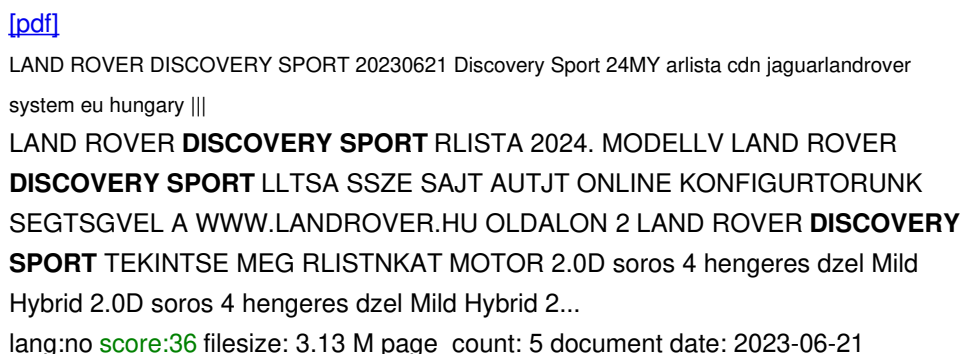 [pdf]
LAND ROVER DISCOVERY SPORT 20230621 Discovery Sport 24MY arlista cdn jaguarlandrover
system eu hungary |||
LAND ROVER DISCOVERY SPORT RLISTA 2024. MODELLV LAND ROVER
DISCOVERY SPORT LLTSA SSZE SAJT AUTJT ONLINE KONFIGURTORUNK
SEGTSGVEL A WWW.LANDROVER.HU OLDALON 2 LAND ROVER DISCOVERY
SPORT TEKINTSE MEG RLISTNKAT MOTOR 2.0D soros 4 hengeres dzel Mild
Hybrid 2.0D soros 4 hengeres dzel Mild Hybrid 2...
lang:no score:36 filesize: 3.13 M page_count: 5 document date: 2023-06-21